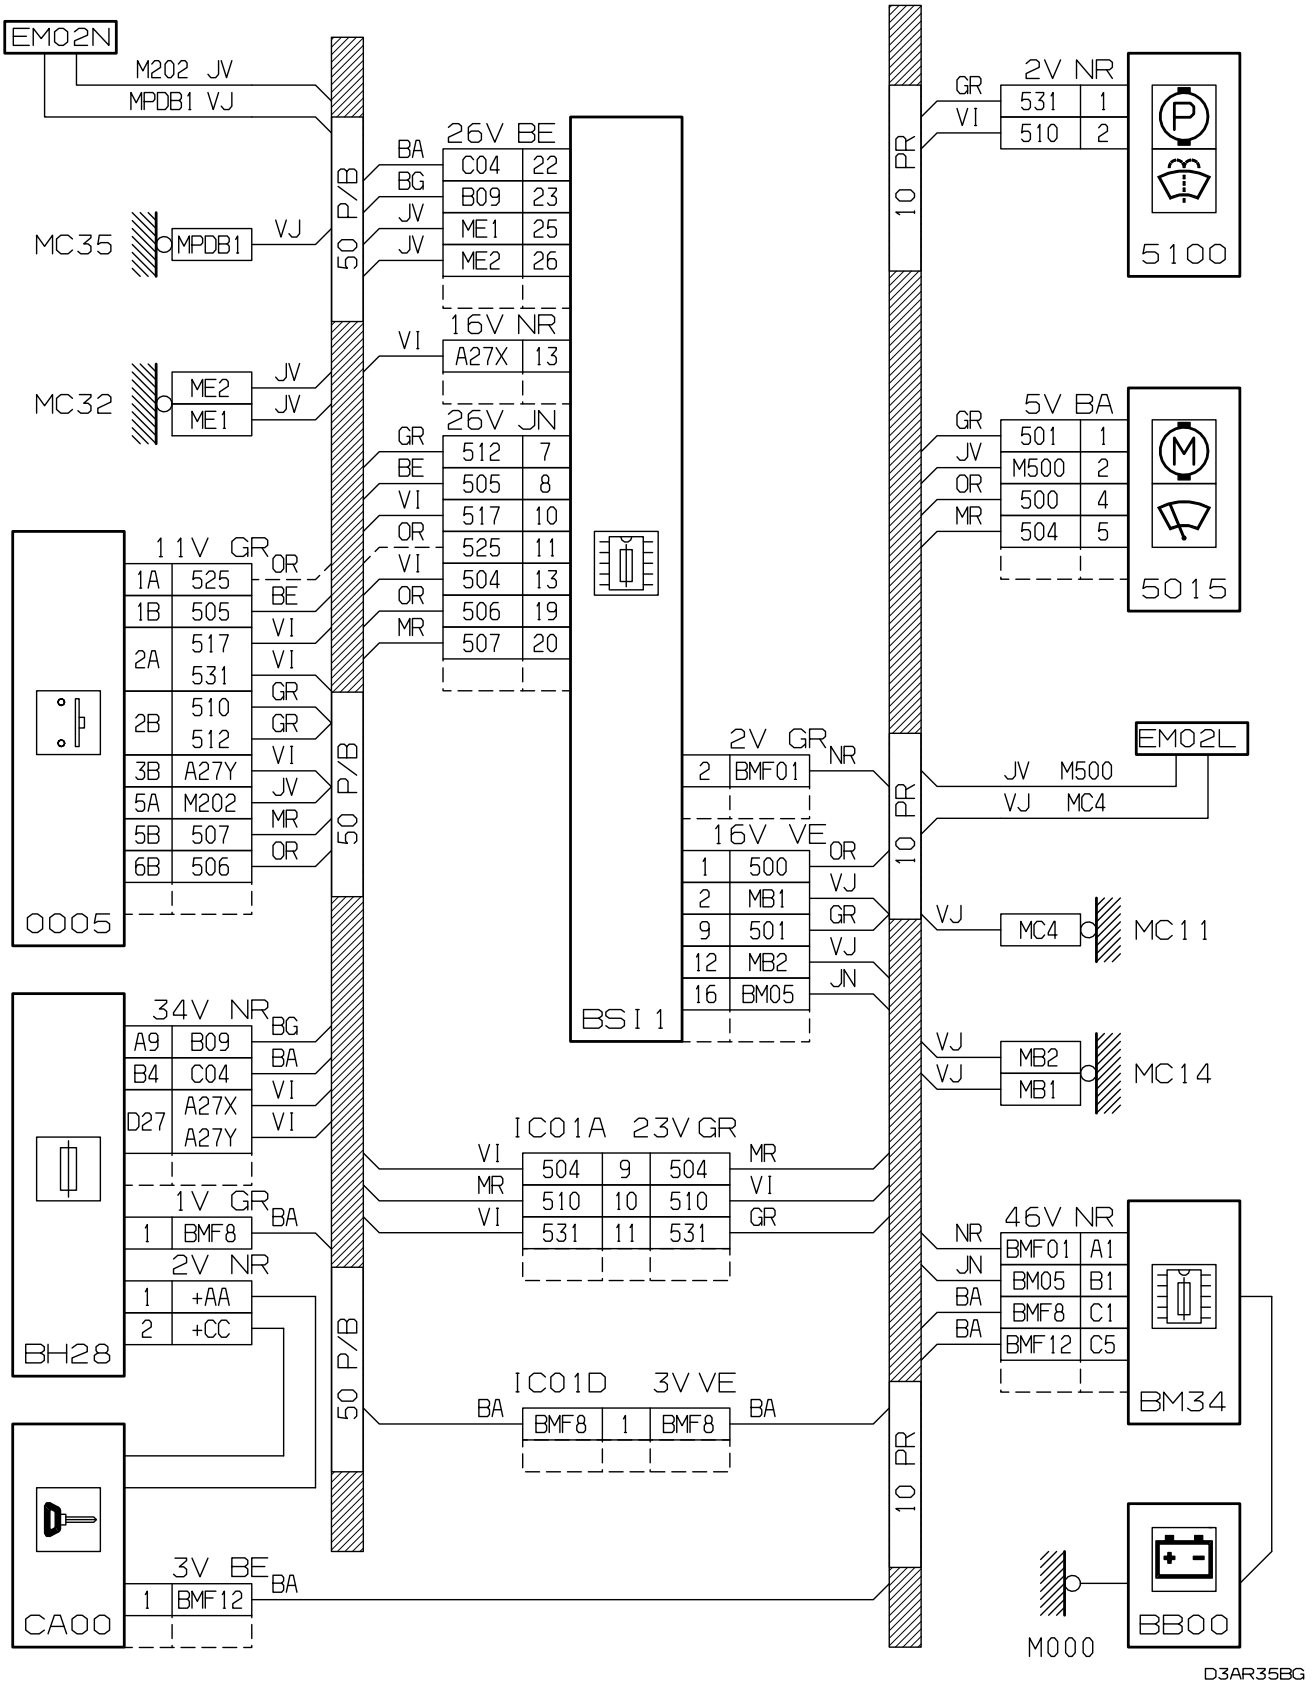 EM02N
M202 JV
MPDB1 VJ
MC35
MPDB1
VJ
MC32
ME2
JV
ME1
JV
50 P/B
11V GR
1A 525 OR
1B 505 BE
2A 517 VI
531 VI
2B 510 GR
512 GR
3B A27Y VI
5A M202 JV
5B 507 MR
6B 506 OR
0005
50 P/B
34V NR
A9 B09 BG
B4 C04 BA
D27 A27X VI
A27Y VI
1V GR
1 BMF8 BA
2V NR
1 +AA
2 +CC
BH28
50 P/B
3V BE
1 BMF12 BA
CA00
26V BE
BA C04 22
BG B09 23
JV ME1 25
JV ME2 26
16V NR
VI A27X 13
26V JN
GR 512 7
BE 505 8
VI 517 10
OR 525 11
VI 504 13
OR 506 19
MR 507 20
BSI1
2V GR
2 BMF01 NR
16V VE
1 500 OR
2 MB1 VJ
9 501 GR
12 MB2 VJ
16 BM05 JN
IC01A 23V GR
VI 504 9 504 MR
MR 510 10 510 VI
VI 531 11 531 GR
IC01D 3V VE
BA BMF8 1 BMF8 BA
10 PR
2V NR
GR 531 1
VI 510 2
P
5100
5V BA
GR 501 1
JV M500 2
OR 500 4
MR 504 5
M
5015
10 PR
EM02L
JV M500
VJ MC4
VJ MC4 MC11
VJ MB2
VJ MB1
MC14
46V NR
NR BMF01 A1
JN BM05 B1
BA BMF8 C1
BA BMF12 C5
BM34
10 PR
+ -
BB00
M000
D3AR35BG